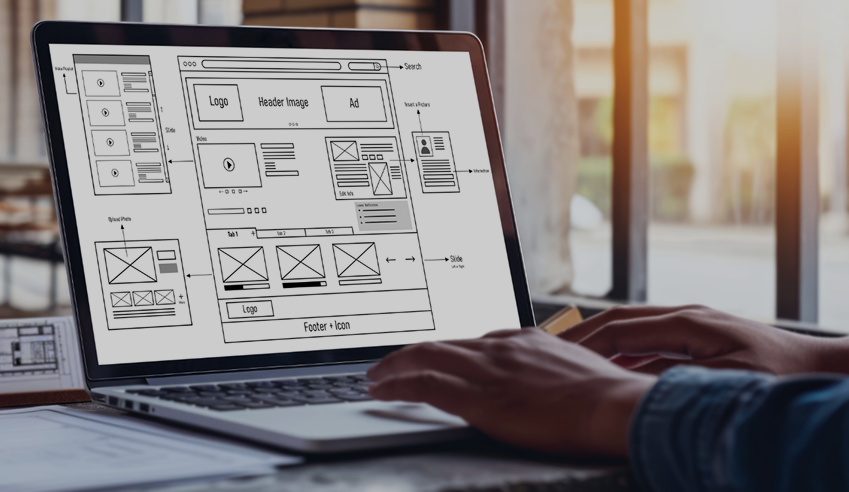 Search
Logo
Header Image
Ad
Insert a Picture
Video
Slide
Edit Info
Upload Photo
Tab 1
Tab 2
Tab 3
Slide
Logo
Footer + Icon